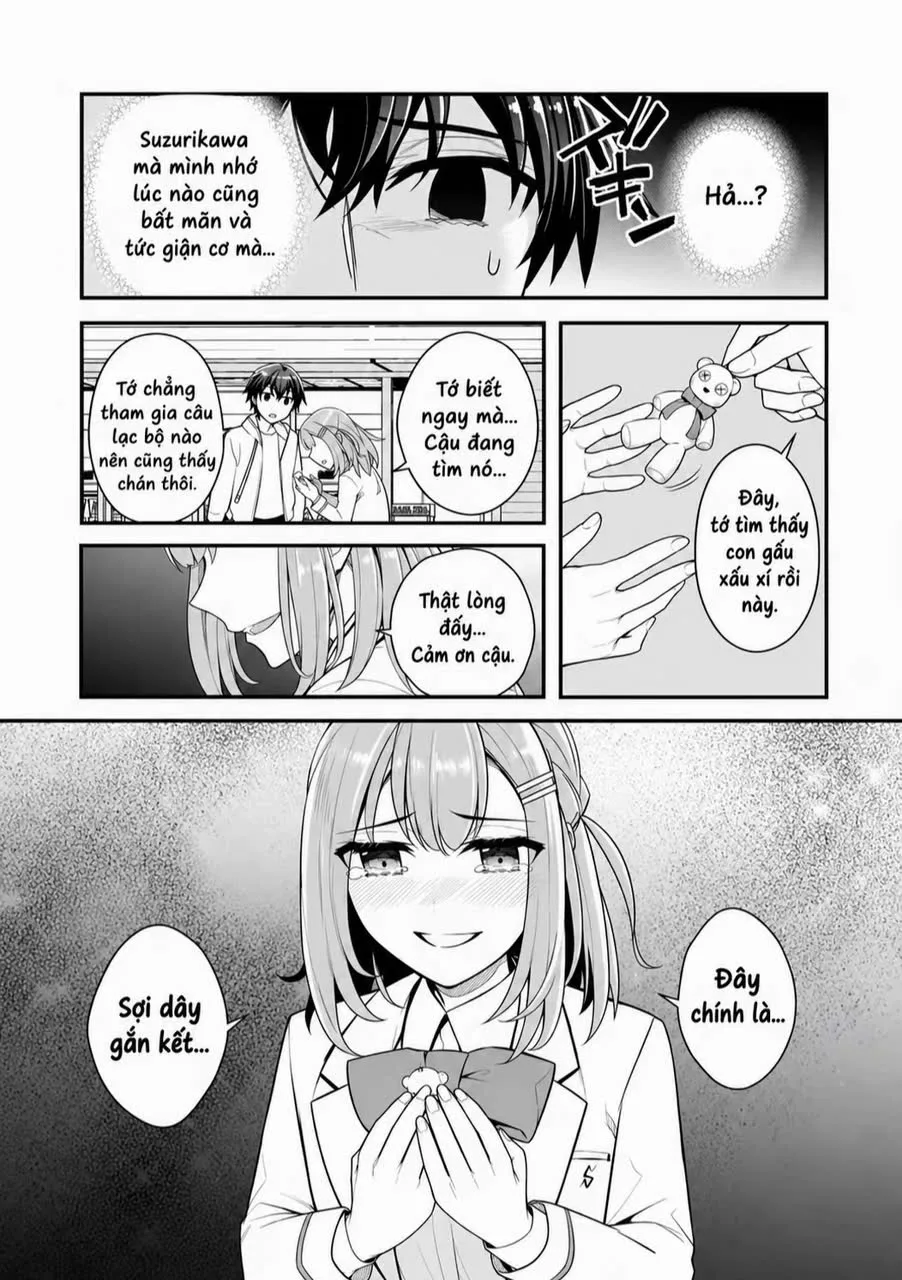 Hả...?
ズキン
Suzurikawa
mà mình nhớ
lúc nào cũng
bất mãn và
tức giận cơ mà...
Đây,
tớ tìm thấy
con gấu
xấu xí rồi
này.
Tớ biết
ngay mà...
Cậu đang
tìm nó...
Tớ chẳng
tham gia câu
lạc bộ nào
nên cũng thấy
chán thôi.
Thật lòng
đấy...
Cảm ơn cậu.
Đây
chính là...
Sợi dây
gắn kết...